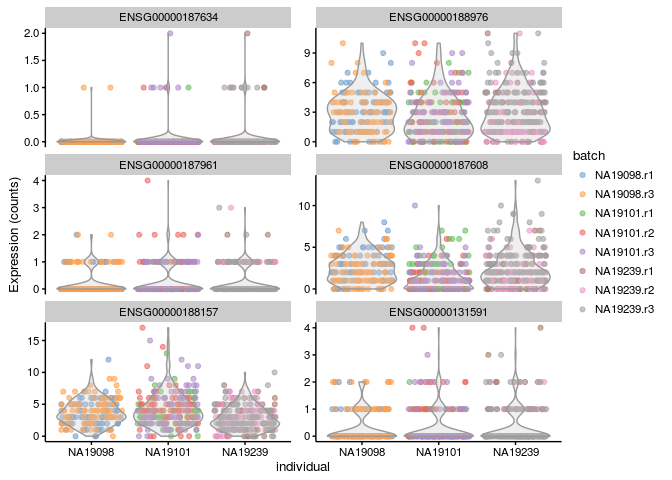 ENSG00000187634
ENSG00000188976
2.0
1.5
1.0
0.5
0.0
9
6
3
0
ENSG00000187961
ENSG00000187608
4
3
2
1
0
10
5
0
ENSG00000188157
ENSG00000131591
15
10
5
0
4
3
2
1
0
NA19098
NA19101
NA19239
NA19098
NA19101
NA19239
individual
Expression (counts)
batch
NA19098.r1
NA19098.r3
NA19101.r1
NA19101.r2
NA19101.r3
NA19239.r1
NA19239.r2
NA19239.r3